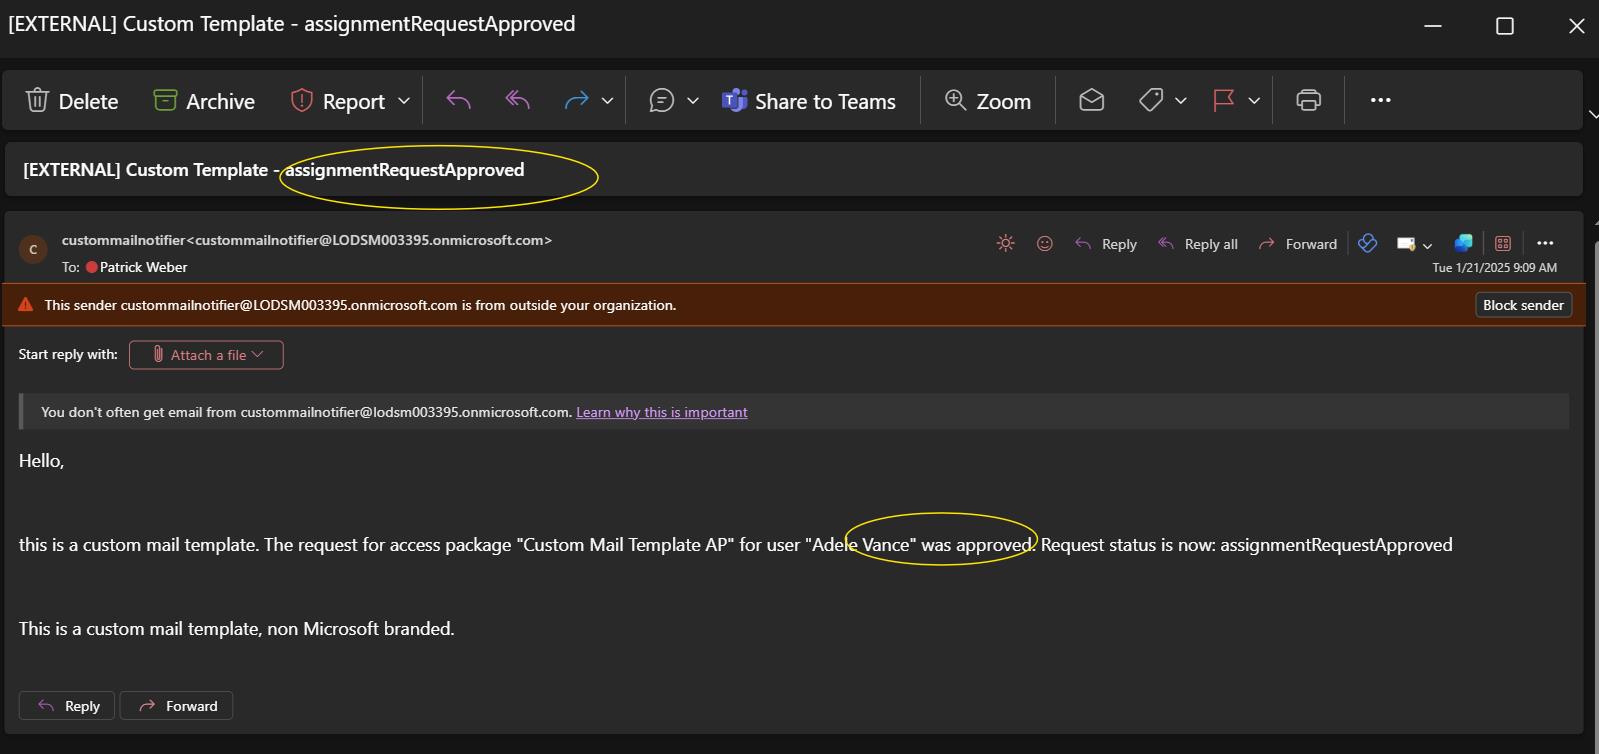 [EXTERNAL] Custom Template - assignmentRequestApproved
Delete Archive Report Share to Teams Zoom
[EXTERNAL] Custom Template - assignmentRequestApproved
C
custommailnotifier<custommailnotifier@LODSM003395.onmicrosoft.com>
Reply Reply all Forward
To: Patrick Weber
Tue 1/21/2025 9:09 AM
This sender custommailnotifier@LODSM003395.onmicrosoft.com is from outside your organization. Block sender
Start reply with: Attach a file
You don't often get email from custommailnotifier@lodsm003395.onmicrosoft.com. Learn why this is important
Hello,
this is a custom mail template. The request for access package "Custom Mail Template AP" for user "Adele Vance" was approved. Request status is now: assignmentRequestApproved
This is a custom mail template, non Microsoft branded.
Reply Forward